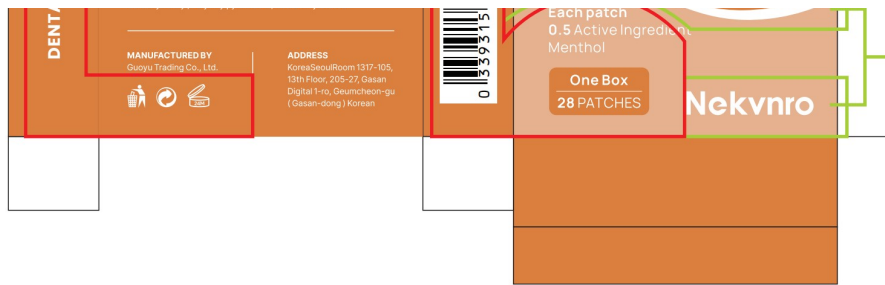 DENTA
MANUFACTURED BY
Guoyu Trading Co., Ltd.
ADDRESS
KoreaSeoulRoom 1317-105,
13th Floor, 205-27, Gasan
Digital 1-ro, Geumcheon-gu
( Gasan-dong ) Korean
0 339315
Each patch
0.5 Active Ingredient
Menthol
One Box
28 PATCHES
Nekvnro